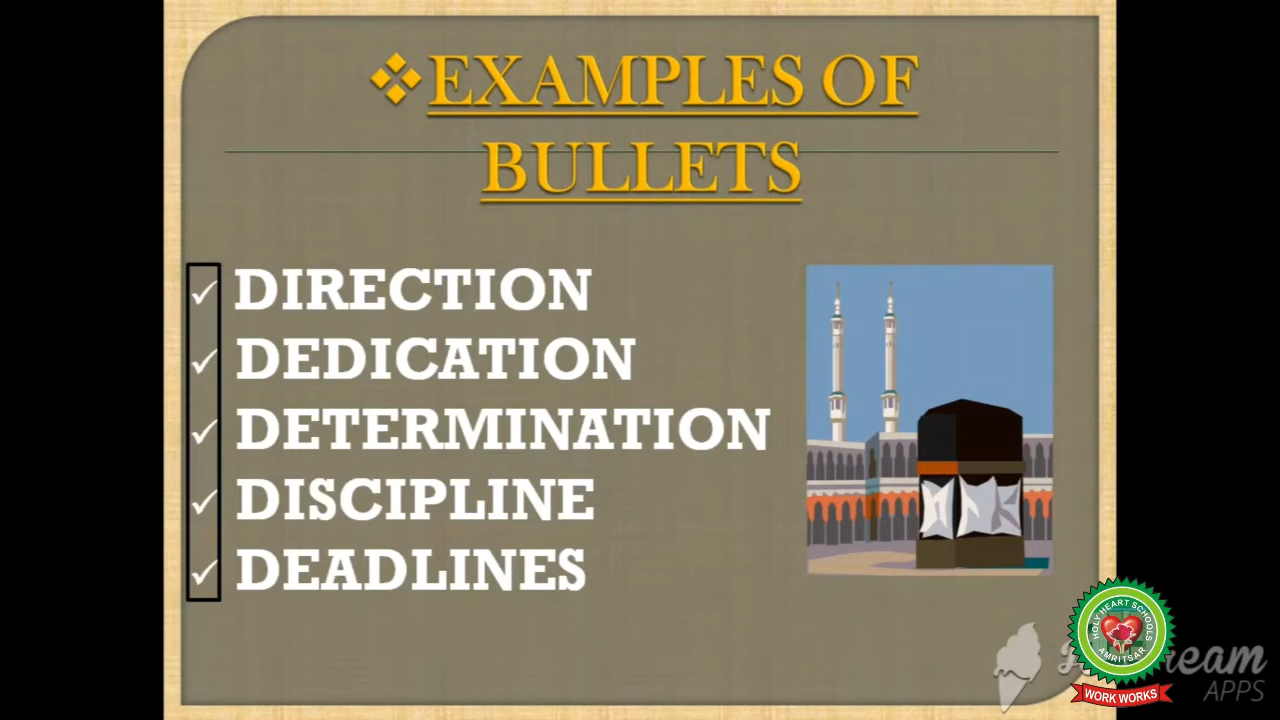 ❖EXAMPLES OF
BULLETS
✓ DIRECTION
✓ DEDICATION
✓ DETERMINATION
✓ DISCIPLINE
✓ DEADLINES
HOLY HEART SCHOOLS
AMRITSAR
WORK WORKS
APPS